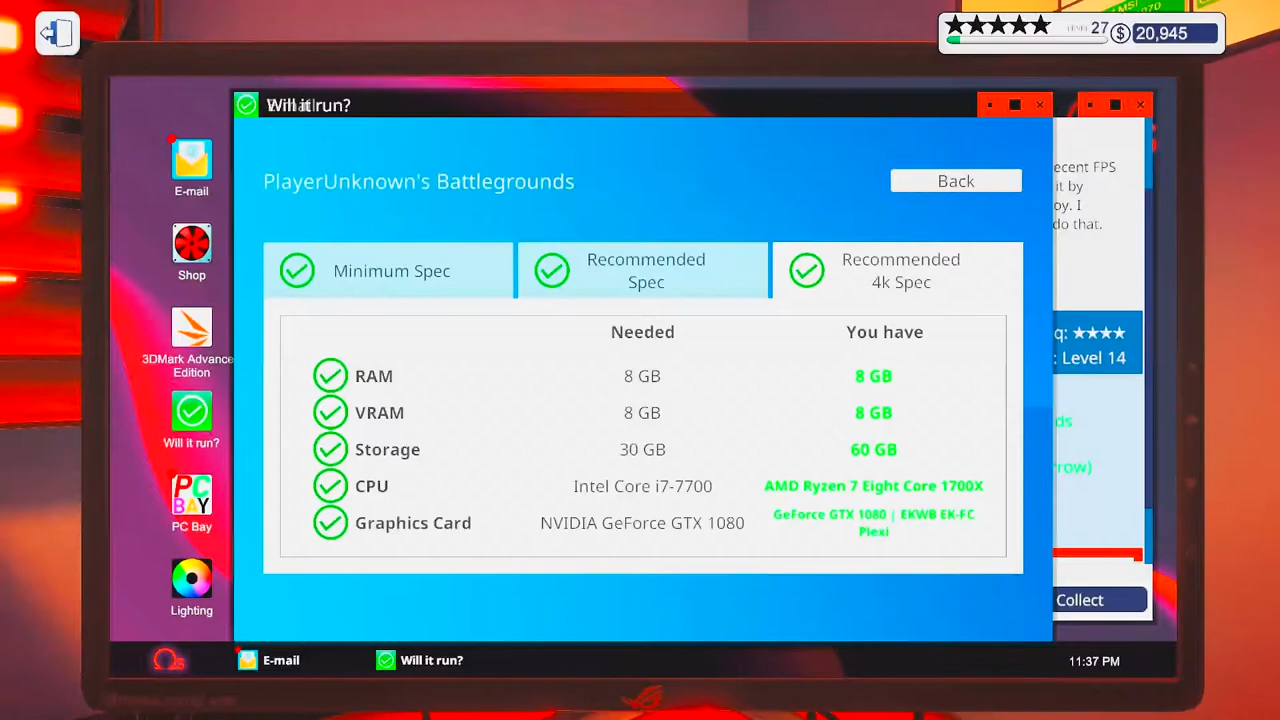 MSI
070
LEVEL 27
$ 20,945
Will it run?
ecent FPS
it by
oy. I
do that.
E-mail
PlayerUnknown's Battlegrounds
Back
Shop
Minimum Spec
Recommended
Spec
Recommended
4k Spec
Needed
You have
q: ★★★★
: Level 14
3DMark Advance
Edition
RAM
8 GB
8 GB
VRAM
8 GB
8 GB
ds
Will it run?
Storage
30 GB
60 GB
row)
CPU
Intel Core i7-7700
AMD Ryzen 7 Eight Core 1700X
PC
BAY
PC Bay
Graphics Card
NVIDIA GeForce GTX 1080
GeForce GTX 1080 | EKWB EK-FC
Plexi
Lighting
Collect
E-mail
Will it run?
11:37 PM